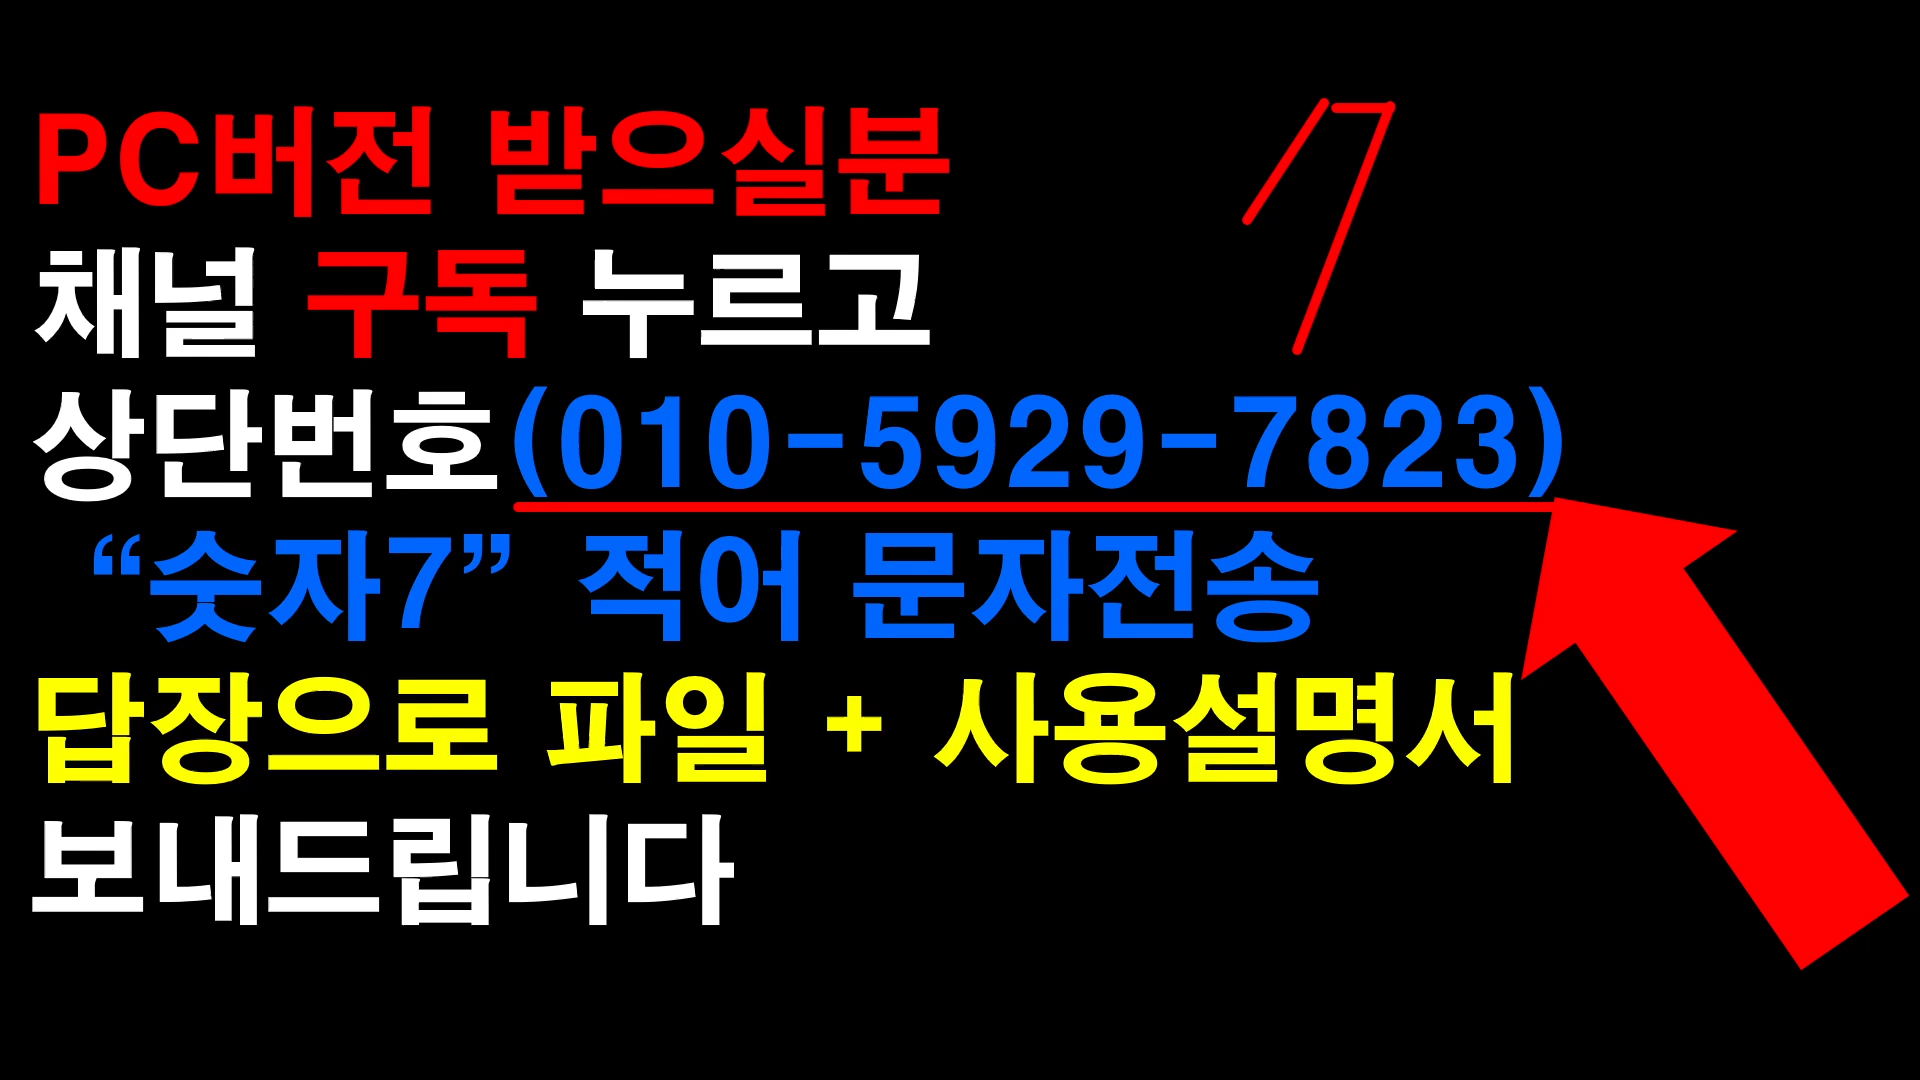 7
PC버전 받으실분
채널 구독 누르고
상단번호(010-5929-7823)
“숫자7” 적어 문자전송
답장으로 파일 + 사용설명서
보내드립니다